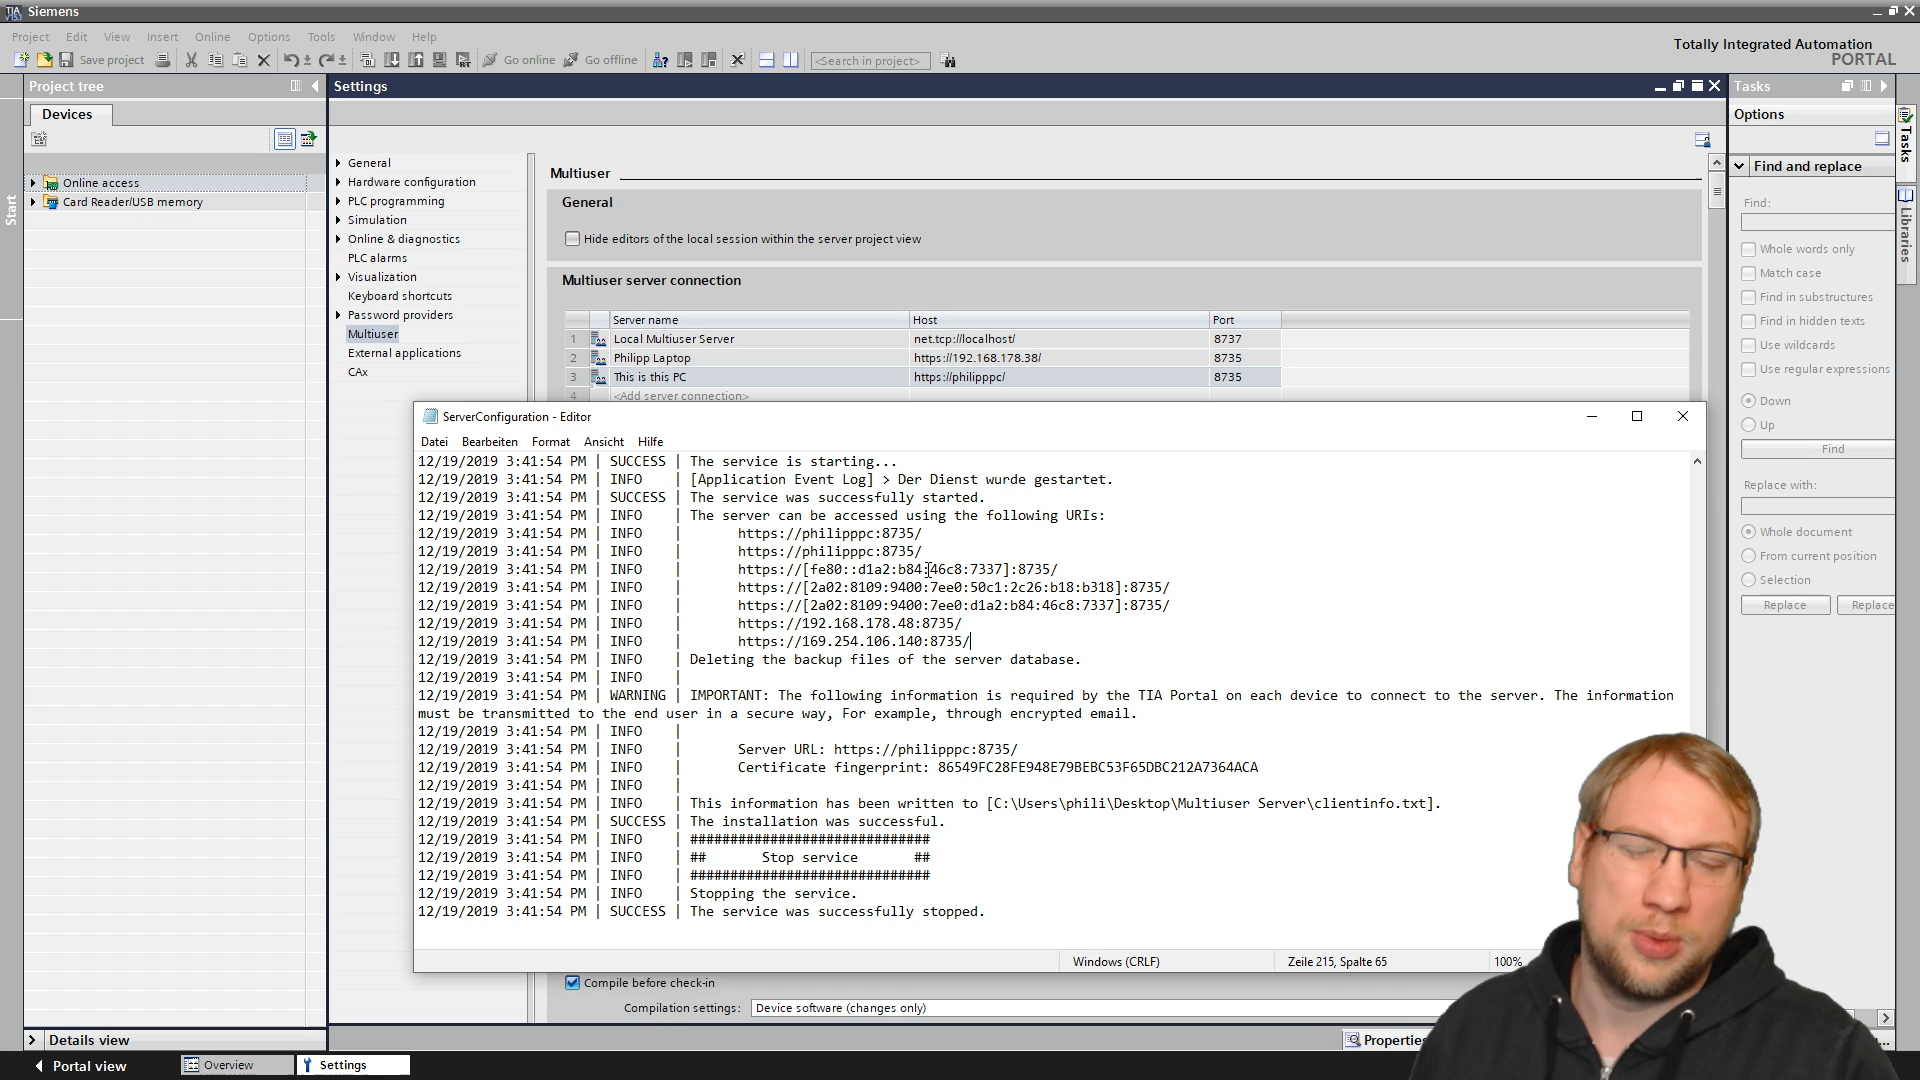 TIA
V15.1
Siemens
Project Edit View Insert Online Options Tools Window Help
Totally Integrated Automation
PORTAL
Save project
Go online
Go offline
<Search in project>
Project tree
Settings
Tasks
Devices
Options
Start
Online access
Card Reader/USB memory
General
Hardware configuration
PLC programming
Simulation
Online & diagnostics
PLC alarms
Visualization
Keyboard shortcuts
Password providers
Multiuser
External applications
CAx
Multiuser
General
Hide editors of the local session within the server project view
Multiuser server connection
Server name Host Port
1 Local Multiuser Server net.tcp://localhost/ 8737
2 Philipp Laptop https://192.168.178.38/ 8735
3 This is this PC https://philipppc/ 8735
4 <Add server connection>
ServerConfiguration - Editor
Datei Bearbeiten Format Ansicht Hilfe
12/19/2019 3:41:54 PM | SUCCESS | The service is starting...
12/19/2019 3:41:54 PM | INFO | [Application Event Log] > Der Dienst wurde gestartet.
12/19/2019 3:41:54 PM | SUCCESS | The service was successfully started.
12/19/2019 3:41:54 PM | INFO | The server can be accessed using the following URIs:
12/19/2019 3:41:54 PM | INFO | https://philipppc:8735/
12/19/2019 3:41:54 PM | INFO | https://philipppc:8735/
12/19/2019 3:41:54 PM | INFO | https://[fe80::d1a2:b84:46c8:7337]:8735/
12/19/2019 3:41:54 PM | INFO | https://[2a02:8109:9400:7ee0:50c1:2c26:b18:b318]:8735/
12/19/2019 3:41:54 PM | INFO | https://[2a02:8109:9400:7ee0:d1a2:b84:46c8:7337]:8735/
12/19/2019 3:41:54 PM | INFO | https://192.168.178.48:8735/
12/19/2019 3:41:54 PM | INFO | https://169.254.106.140:8735/
12/19/2019 3:41:54 PM | INFO | Deleting the backup files of the server database.
12/19/2019 3:41:54 PM | INFO |
12/19/2019 3:41:54 PM | WARNING | IMPORTANT: The following information is required by the TIA Portal on each device to connect to the server. The information
must be transmitted to the end user in a secure way, For example, through encrypted email.
12/19/2019 3:41:54 PM | INFO |
12/19/2019 3:41:54 PM | INFO | Server URL: https://philipppc:8735/
12/19/2019 3:41:54 PM | INFO | Certificate fingerprint: 86549FC28FE948E79BEBC53F65DBC212A7364ACA
12/19/2019 3:41:54 PM | INFO |
12/19/2019 3:41:54 PM | INFO | This information has been written to [C:\Users\phili\Desktop\Multiuser Server\clientinfo.txt].
12/19/2019 3:41:54 PM | SUCCESS | The installation was successful.
12/19/2019 3:41:54 PM | INFO | ##############################
12/19/2019 3:41:54 PM | INFO | ## Stop service ##
12/19/2019 3:41:54 PM | INFO | ##############################
12/19/2019 3:41:54 PM | INFO | Stopping the service.
12/19/2019 3:41:54 PM | SUCCESS | The service was successfully stopped.
Windows (CRLF) Zeile 215, Spalte 65 100%
Compile before check-in
Compilation settings: Device software (changes only)
Find and replace
Find:
Whole words only
Match case
Find in substructures
Find in hidden texts
Use wildcards
Use regular expressions
Down
Up
Find
Replace with:
Whole document
From current position
Selection
Replace Replace
Tasks
Libraries
Details view
Properties
Portal view
Overview
Settings